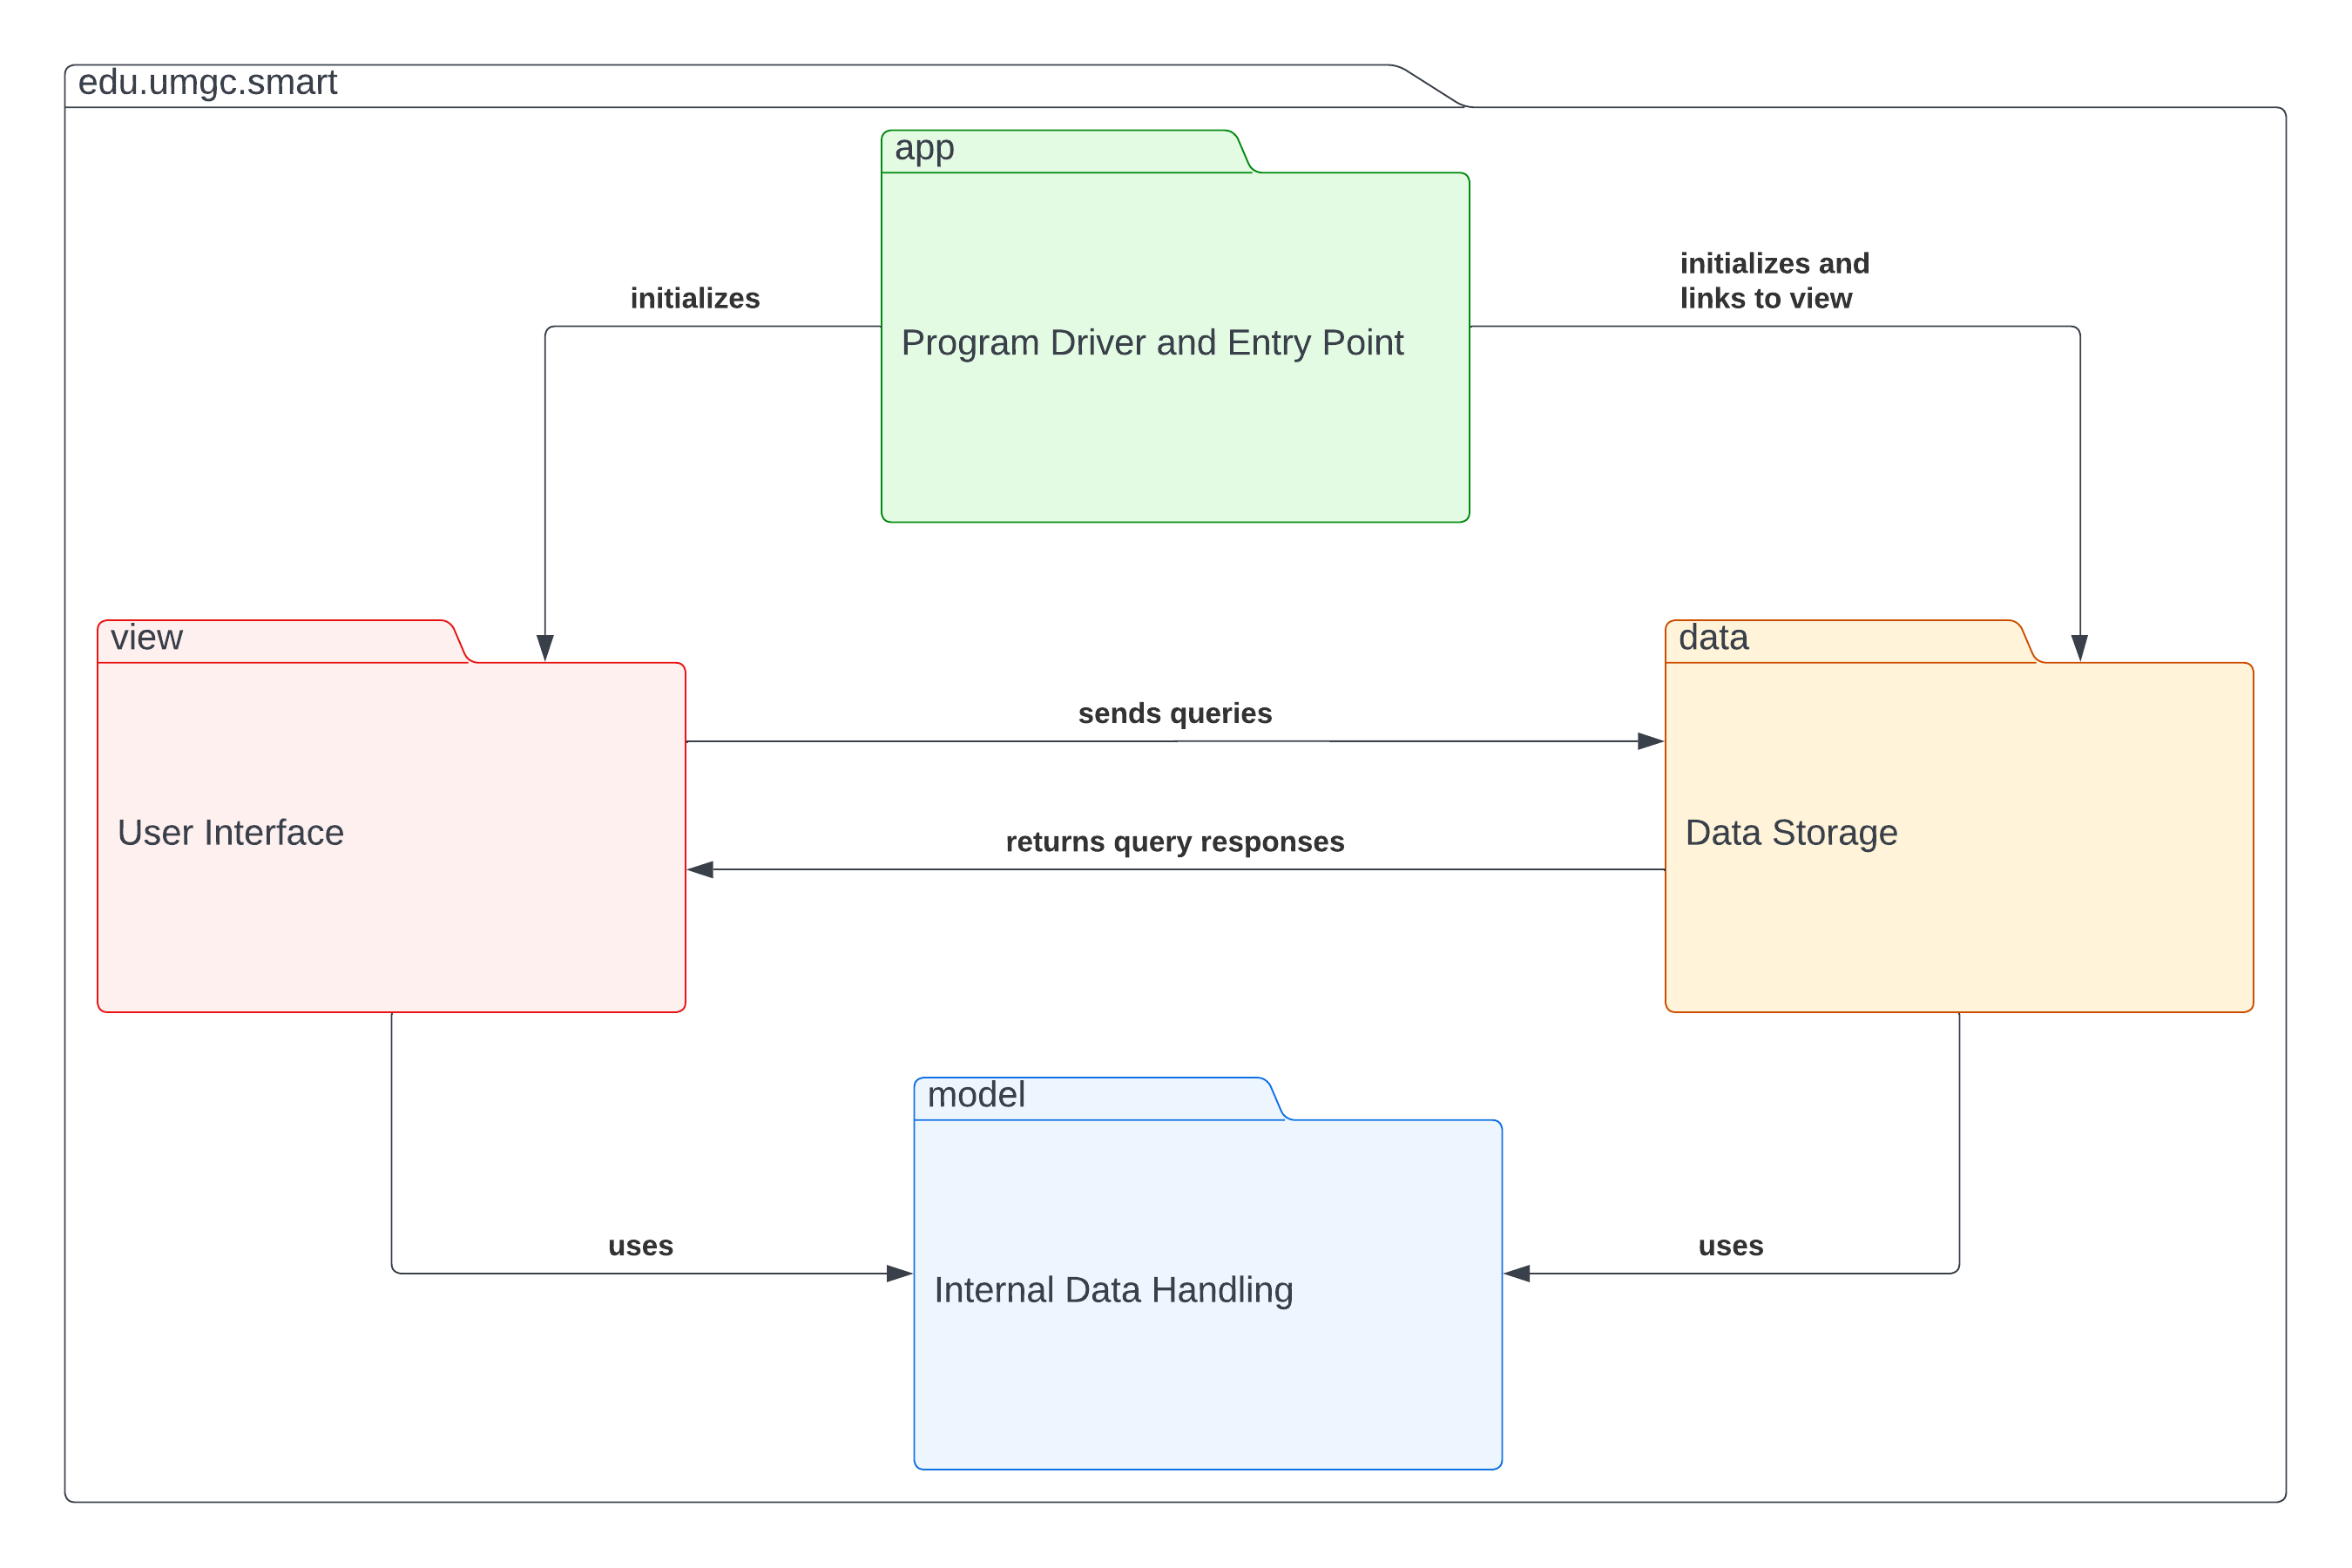 edu.umgc.smart
app
initializes and
links to view
initializes
Program Driver and Entry Point
view
data
sends queries
User Interface
returns query responses
Data Storage
model
uses
uses
Internal Data Handling